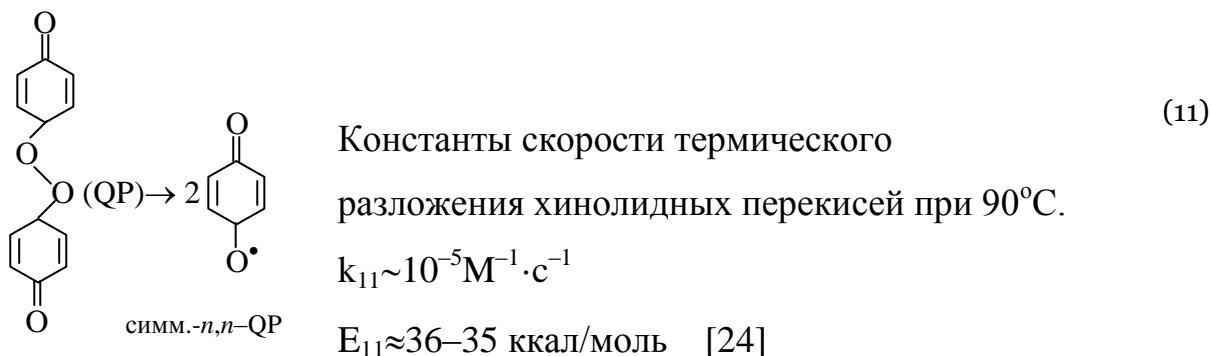 O
O
O (QP)→ 2
O
O
O•
симм.-n,n–QP
Константы скорости термического
разложения хинолидных перекисей при 90°С.
k₁₁~10⁻⁵М⁻¹·с⁻¹
E₁₁≈36–35 ккал/моль [24]
(11)